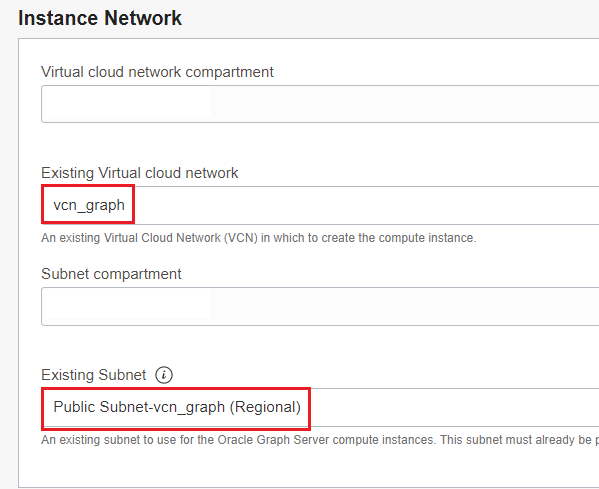 Instance Network
Virtual cloud network compartment
Existing Virtual cloud network
vcn_graph
An existing Virtual Cloud Network (VCN) in which to create the compute instance.
Subnet compartment
Existing Subnet i
Public Subnet-vcn_graph (Regional)
An existing subnet to use for the Oracle Graph Server compute instances. This subnet must already be